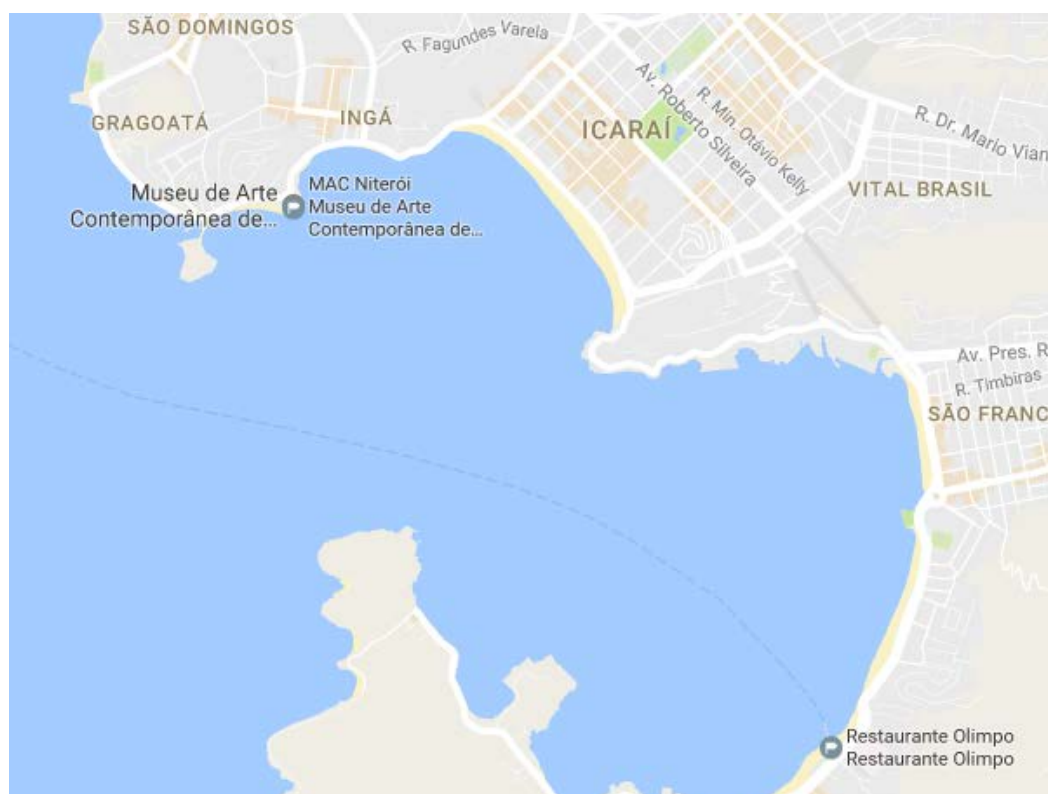 SÃO DOMINGOS
R. Fagundes Varela
GRAGOATÁ
INGÁ
ICARAÍ
Av. Roberto Silveira
R. Min. Otávio Kelly
R. Dr. Mario Vian
VITAL BRASIL
Museu de Arte
Contemporânea de...
MAC Niterói
Museu de Arte
Contemporânea de...
Av. Pres. R
R. Timbiras
SÃO FRANC
Restaurante Olimpo
Restaurante Olimpo